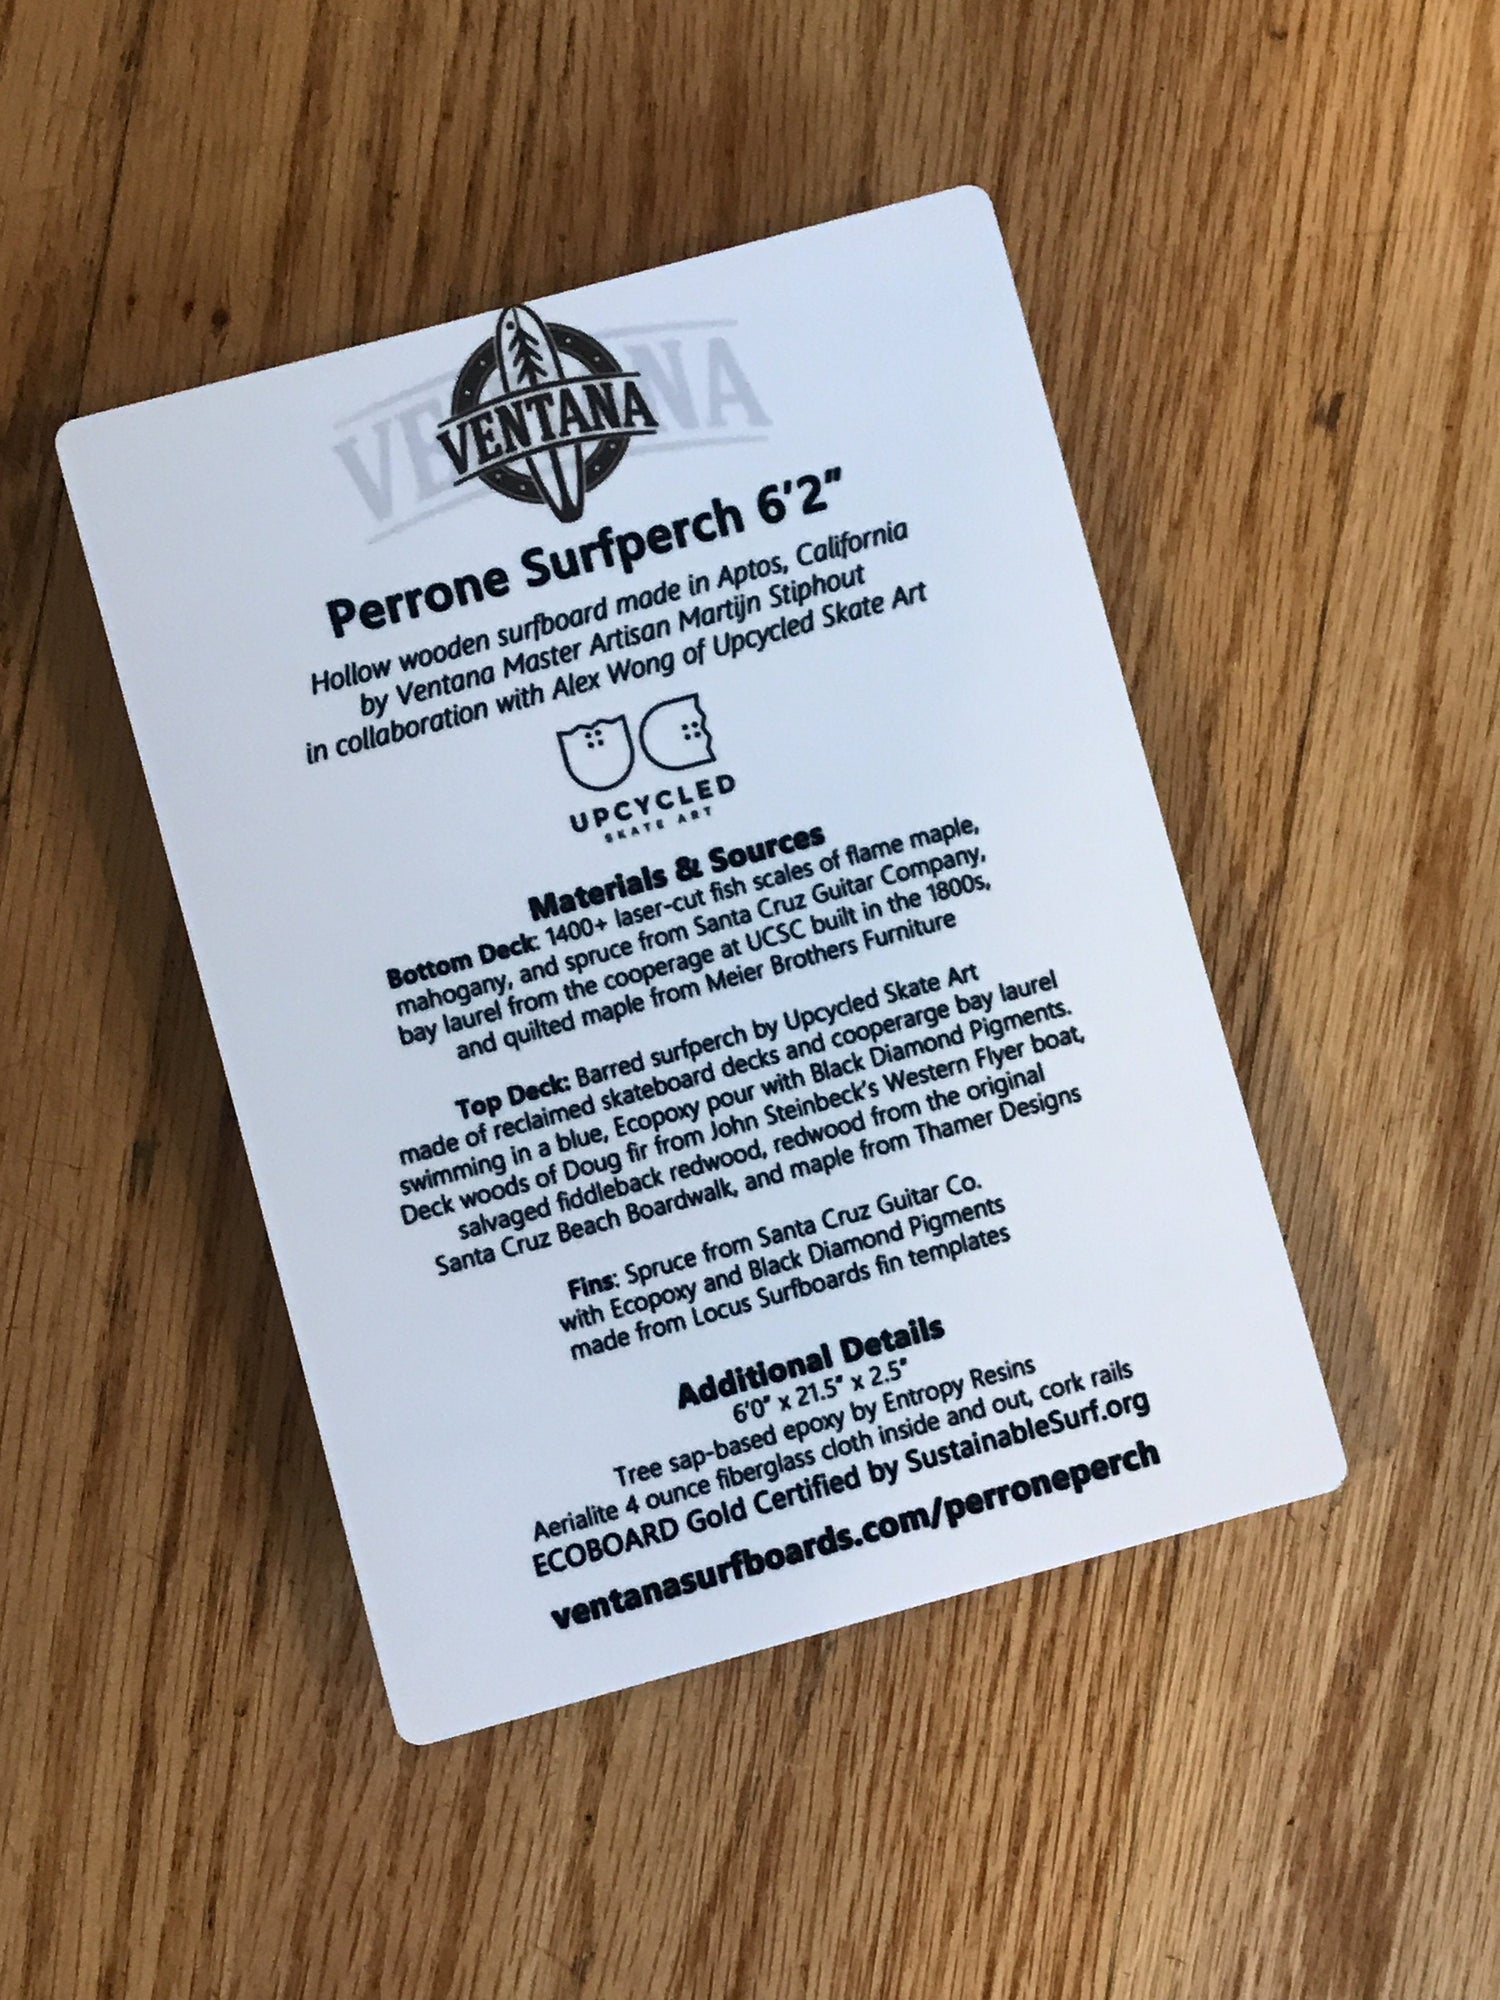 VENTANA
VENTANA
Perrone Surfperch 6'2"
Hollow wooden surfboard made in Aptos, California
by Ventana Master Artisan Martijn Stiphout
in collaboration with Alex Wong of Upcycled Skate Art
UPCYCLED
SKATE ART
Materials & Sources
Bottom Deck: 1400+ laser-cut fish scales of flame maple,
mahogany, and spruce from Santa Cruz Guitar Company,
bay laurel from the cooperage at UCSC built in the 1800s,
and quilted maple from Meier Brothers Furniture
Top Deck: Barred surfperch by Upcycled Skate Art
made of reclaimed skateboard decks and cooperarge bay laurel
swimming in a blue, Ecopoxy pour with Black Diamond Pigments.
Deck woods of Doug fir from John Steinbeck's Western Flyer boat,
salvaged fiddleback redwood, redwood from the original
Santa Cruz Beach Boardwalk, and maple from Thamer Designs
Fins: Spruce from Santa Cruz Guitar Co.
with Ecopoxy and Black Diamond Pigments
made from Locus Surfboards fin templates
Additional Details
6'0" x 21.5" x 2.5"
Tree sap-based epoxy by Entropy Resins
Aerialite 4 ounce fiberglass cloth inside and out, cork rails
ECOBOARD Gold Certified by SustainableSurf.org
ventanasurfboards.com/perroneperch